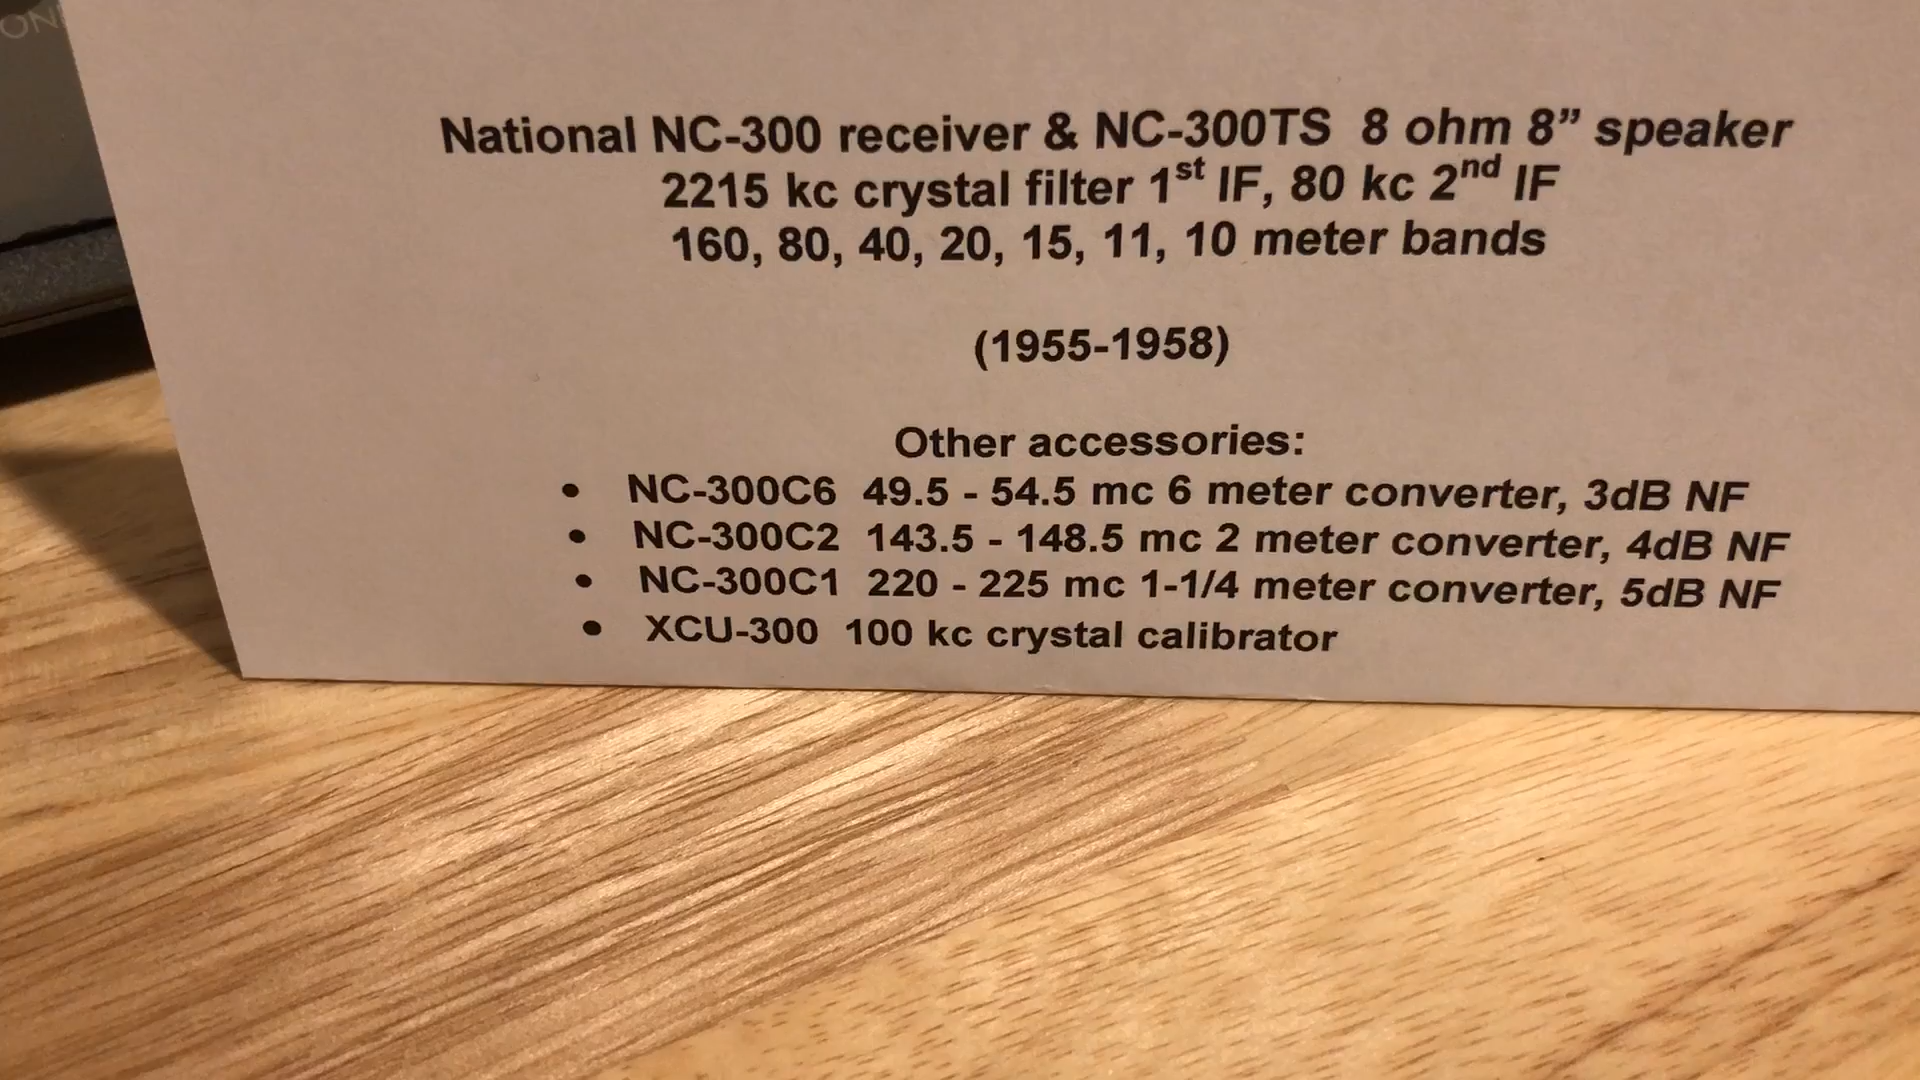 National NC-300 receiver & NC-300TS 8 ohm 8” speaker
2215 kc crystal filter 1st IF, 80 kc 2nd IF
160, 80, 40, 20, 15, 11, 10 meter bands
(1955-1958)
Other accessories:
• NC-300C6 49.5 - 54.5 mc 6 meter converter, 3dB NF
• NC-300C2 143.5 - 148.5 mc 2 meter converter, 4dB NF
• NC-300C1 220 - 225 mc 1-1/4 meter converter, 5dB NF
• XCU-300 100 kc crystal calibrator